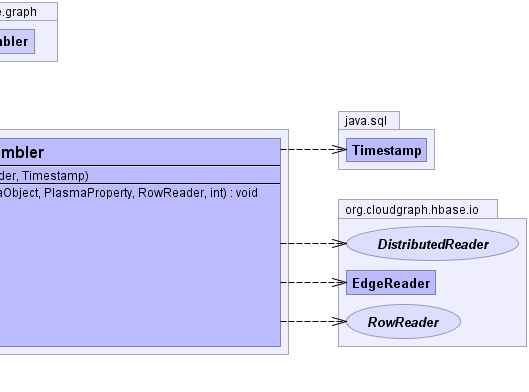 e.graph
mbler
java.sql
Timestamp
mbler
der, Timestamp)
aObject, PlasmaProperty, RowReader, int) : void
org.cloudgraph.hbase.io
DistributedReader
EdgeReader
RowReader